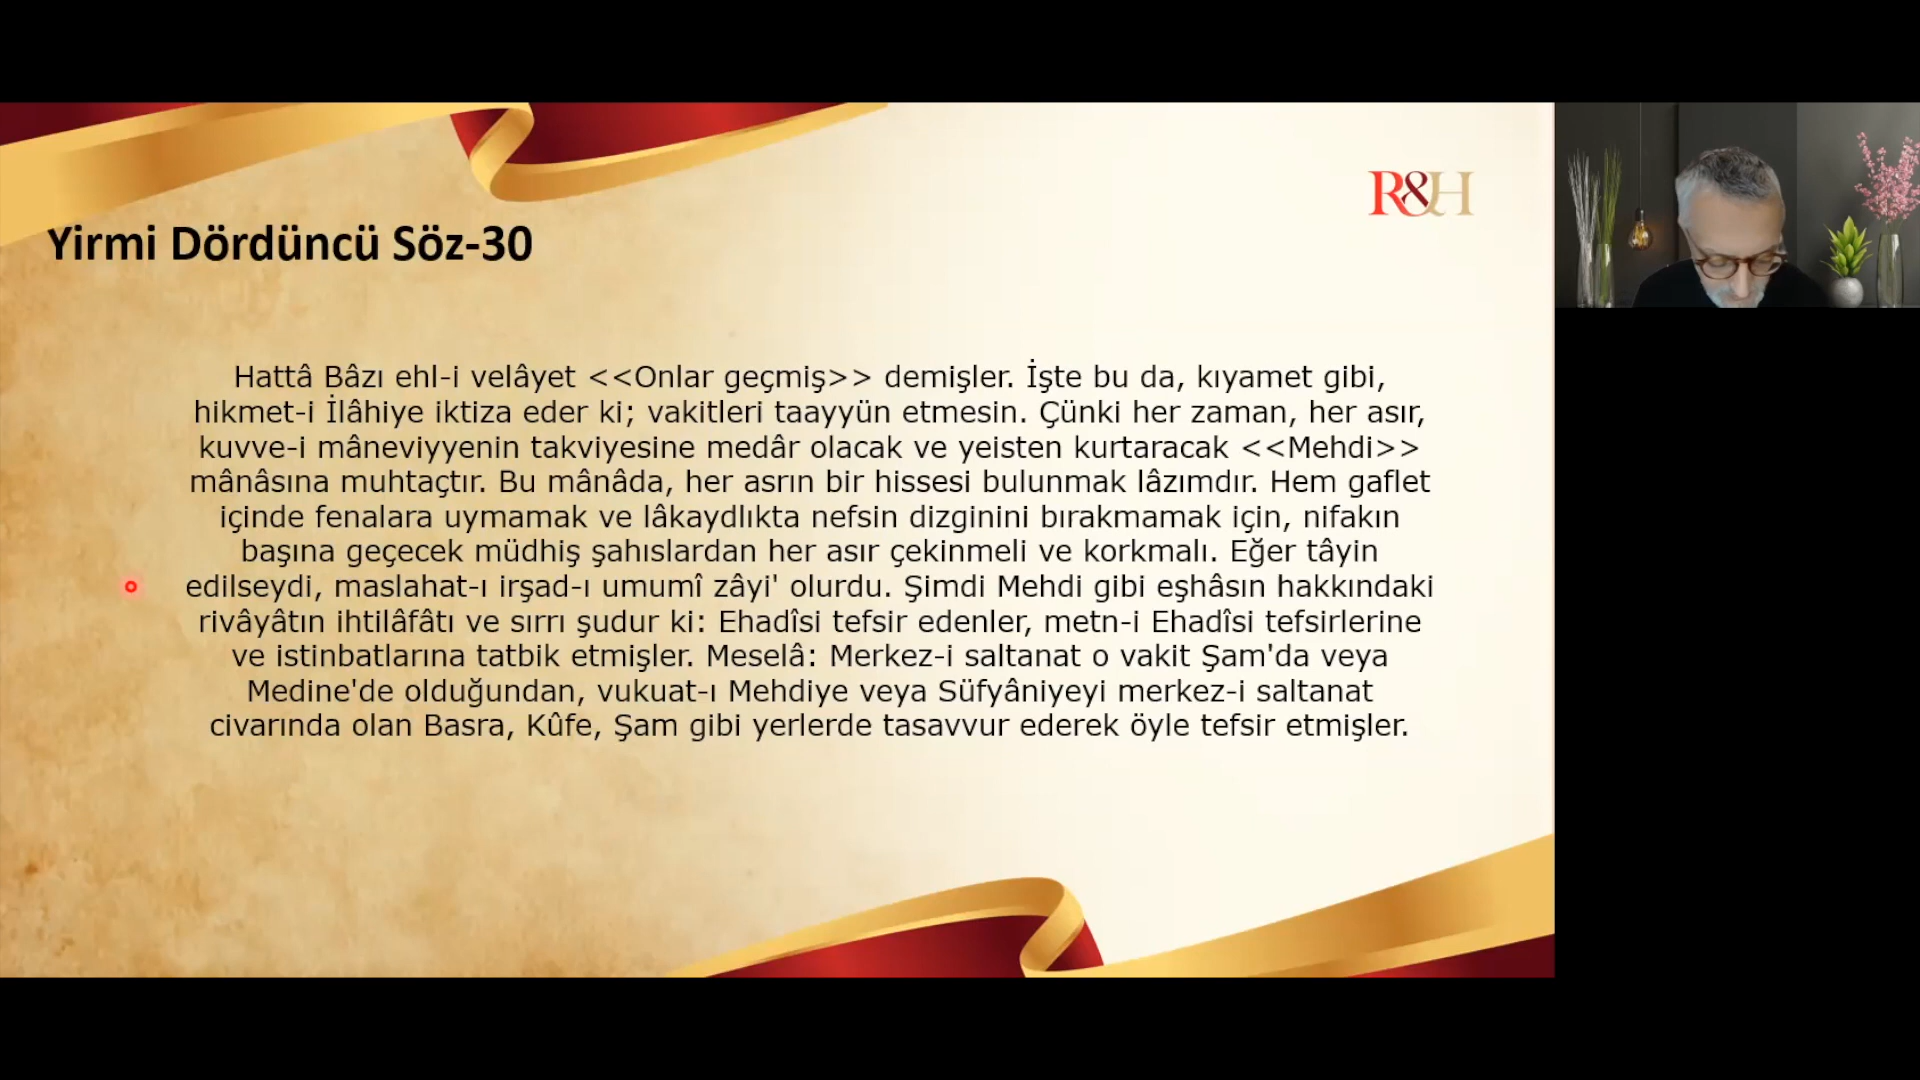 R&H
Yirmi Dördüncü Söz-30
Hattâ Bâzı ehl-i velâyet <<Onlar geçmiş>> demişler. İşte bu da, kıyamet gibi,
hikmet-i İlâhiye iktiza eder ki; vakitleri taayyün etmesin. Çünki her zaman, her asır,
kuvve-i mâneviyyenin takviyesine medâr olacak ve yeisten kurtaracak <<Mehdi>>
mânâsına muhtaçtır. Bu mânâda, her asrın bir hissesi bulunmak lâzımdır. Hem gaflet
içinde fenalara uymamak ve lâkaydlıkta nefsin dizginini bırakmamak için, nifakın
başına geçecek müdhiş şahıslardan her asır çekinmeli ve korkmalı. Eğer tâyin
edilseydi, maslahat-ı irşad-ı umumî zâyi' olurdu. Şimdi Mehdi gibi eşhâsın hakkındaki
rivâyâtın ihtilâfâtı ve sırrı şudur ki: Ehadîsi tefsir edenler, metn-i Ehadîsi tefsirlerine
ve istinbatlarına tatbik etmişler. Meselâ: Merkez-i saltanat o vakit Şam'da veya
Medine'de olduğundan, vukuat-ı Mehdiye veya Süfyâniyeyi merkez-i saltanat
civarında olan Basra, Kûfe, Şam gibi yerlerde tasavvur ederek öyle tefsir etmişler.